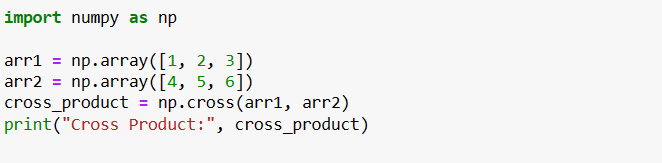 import numpy as np
arr1 = np.array([1, 2, 3])
arr2 = np.array([4, 5, 6])
cross_product = np.cross(arr1, arr2)
print("Cross Product:", cross_product)